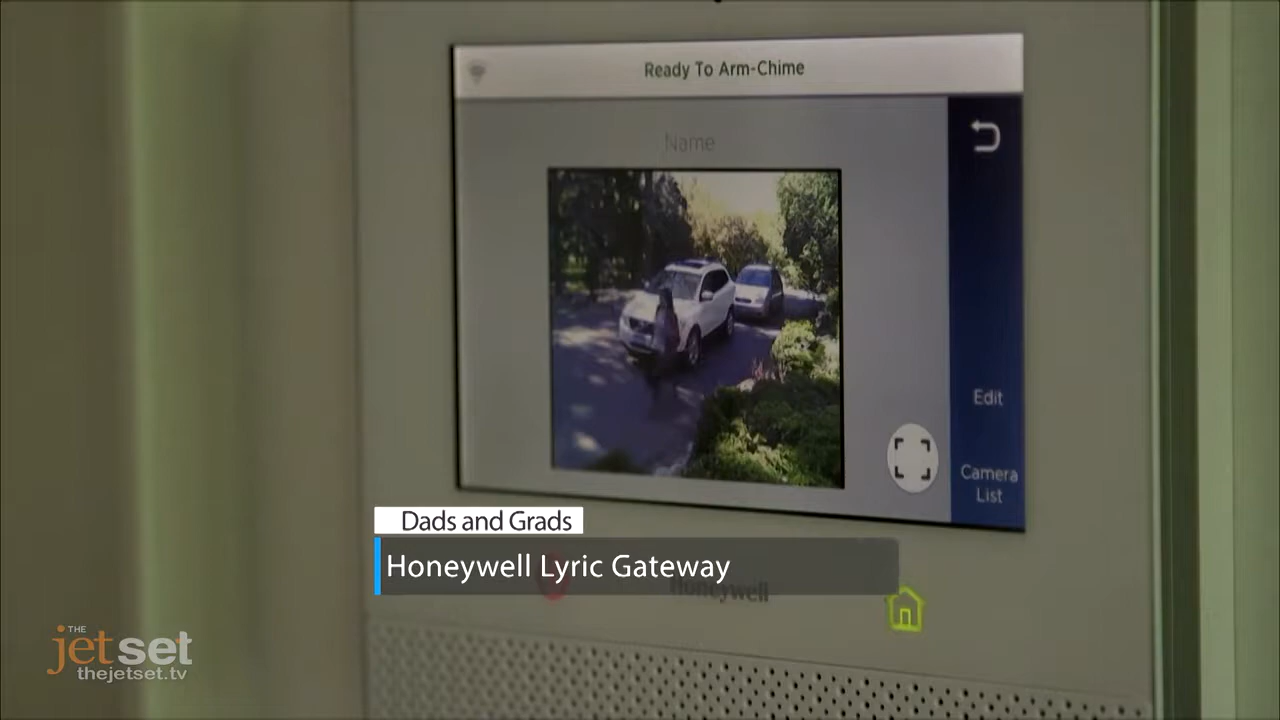 Ready To Arm-Chime
Name
Edit
Camera
List
Dads and Grads
Honeywell Lyric Gateway
Honeywell
THE
jetset
thejetset.tv